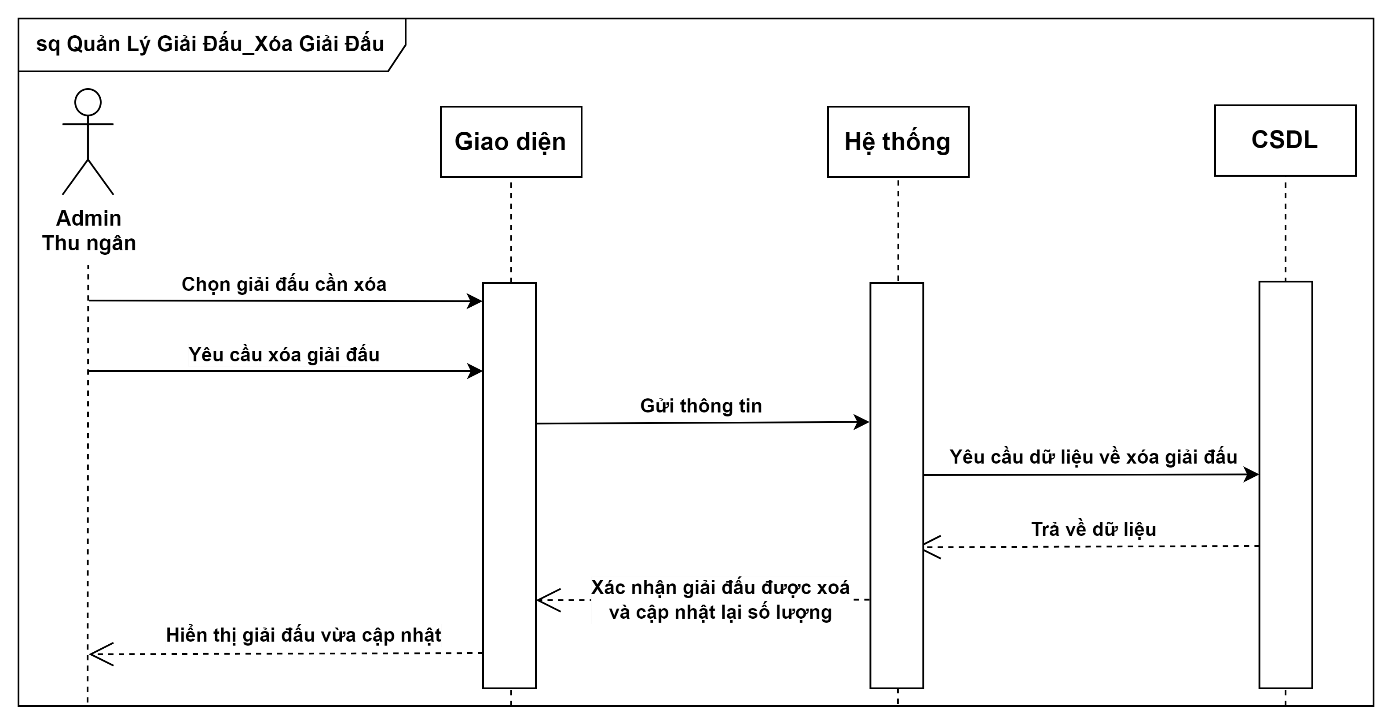 sq Quản Lý Giải Đấu_Xóa Giải Đấu
Giao diện
Hệ thống
CSDL
Admin
Thu ngân
Chọn giải đấu cần xóa
Yêu cầu xóa giải đấu
Gửi thông tin
Yêu cầu dữ liệu về xóa giải đấu
Trả về dữ liệu
Xác nhận giải đấu được xoá
và cập nhật lại số lượng
Hiển thị giải đấu vừa cập nhật